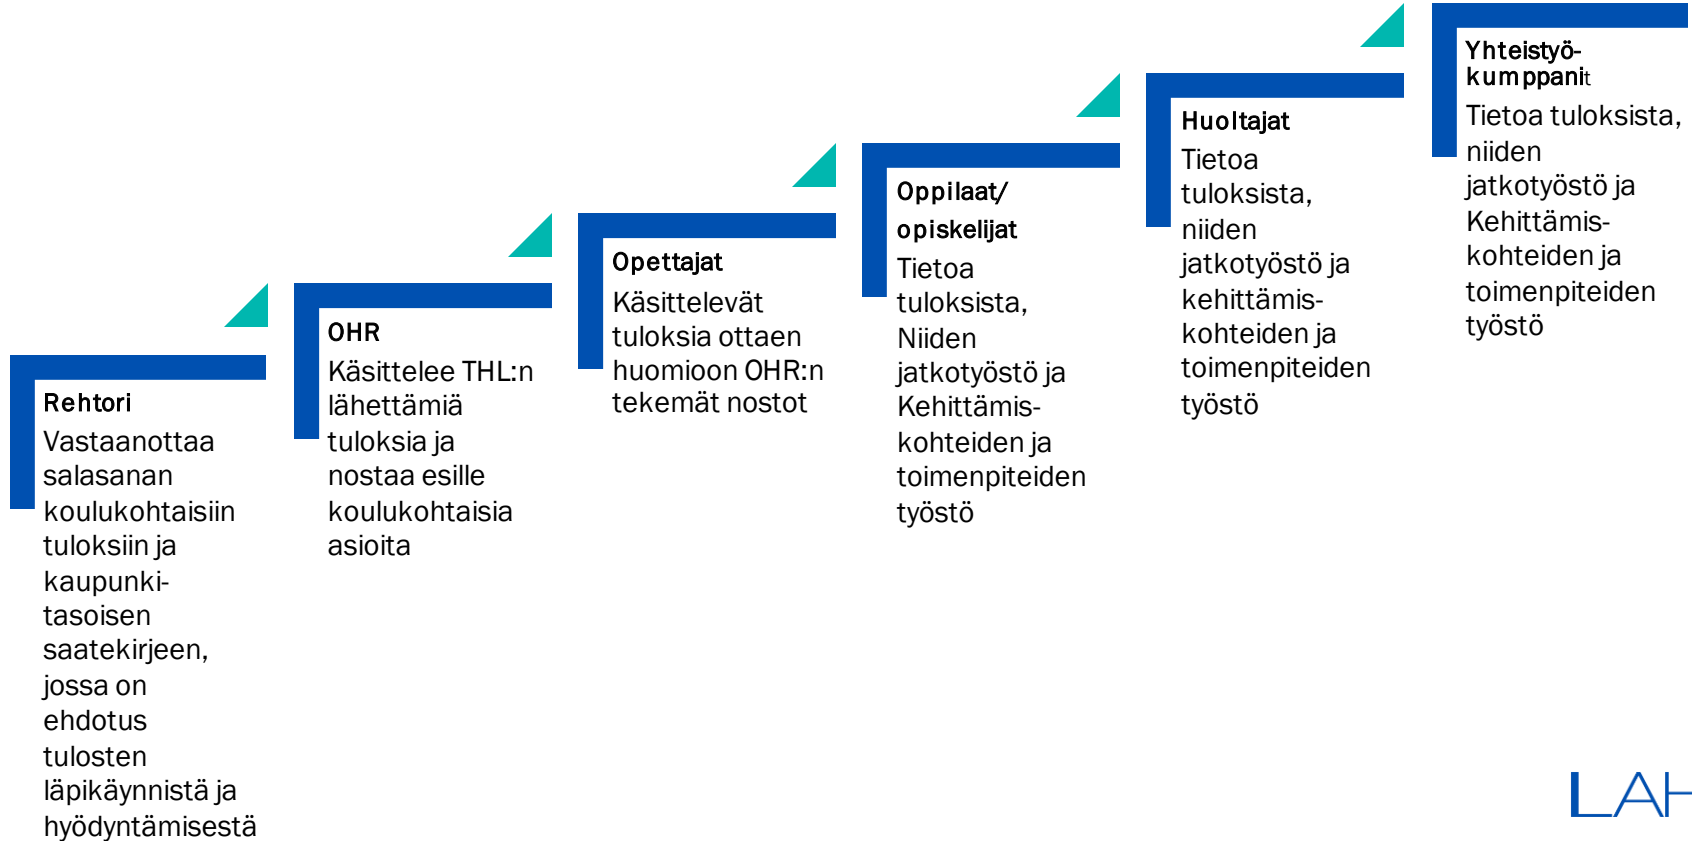 Rehtori
Vastaanottaa
salasanan
koulukohtaisiin
tuloksiin ja
kaupunki-
tasoisen
saatekirjeen,
jossa on
ehdotus
tulosten
läpikäynnistä ja
hyödyntämisestä
OHR
Käsittelee THL:n
lähettämiä
tuloksia ja
nostaa esille
koulukohtaisia
asioita
Opettajat
Käsittelevät
tuloksia ottaen
huomioon OHR:n
tekemät nostot
Oppilaat/
opiskelijat
Tietoa
tuloksista,
Niiden
jatkotyöstö ja
Kehittämis-
kohteiden ja
toimenpiteiden
työstö
Huoltajat
Tietoa
tuloksista,
niiden
jatkotyöstö ja
kehittämis-
kohteiden ja
toimenpiteiden
työstö
Yhteistyö-
kumppanit
Tietoa tuloksista,
niiden
jatkotyöstö ja
Kehittämis-
kohteiden ja
toimenpiteiden
työstö
LAH